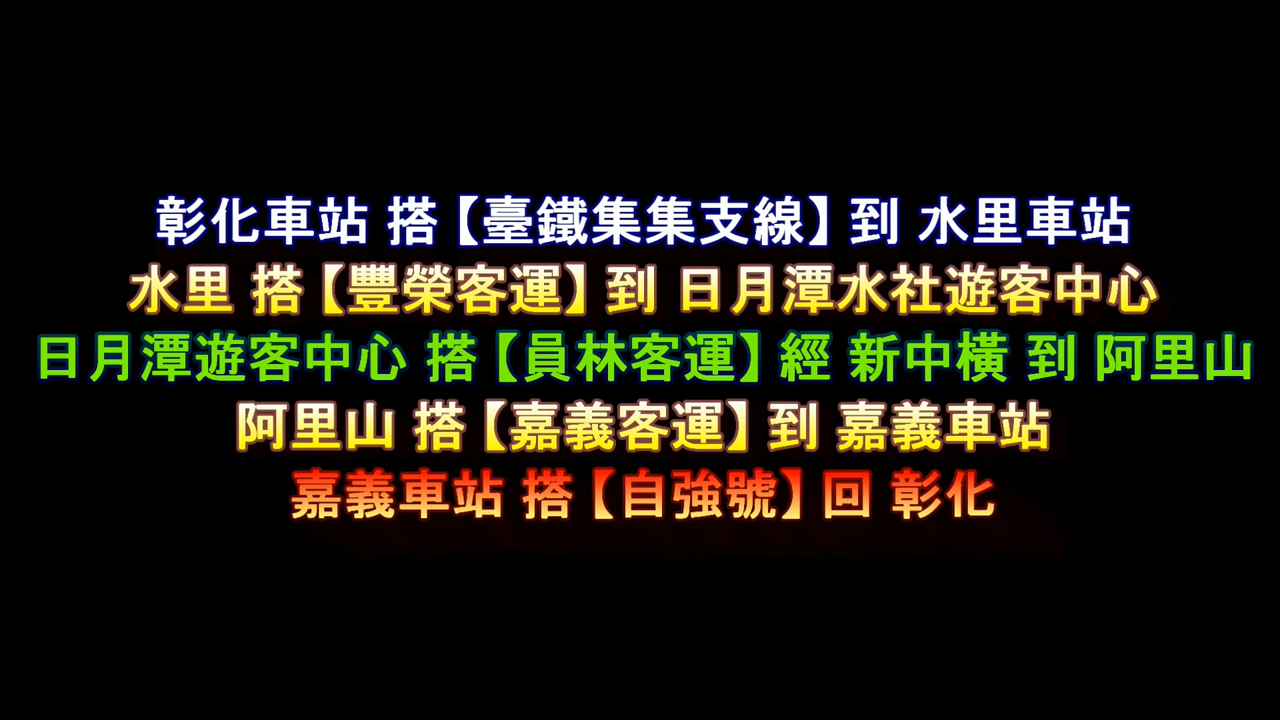 彰化車站 搭【臺鐵集集支線】到 水里車站
水里 搭【豐榮客運】到 日月潭水社遊客中心
日月潭遊客中心 搭【員林客運】經 新中橫 到 阿里山
阿里山 搭【嘉義客運】到 嘉義車站
嘉義車站 搭【自強號】回 彰化